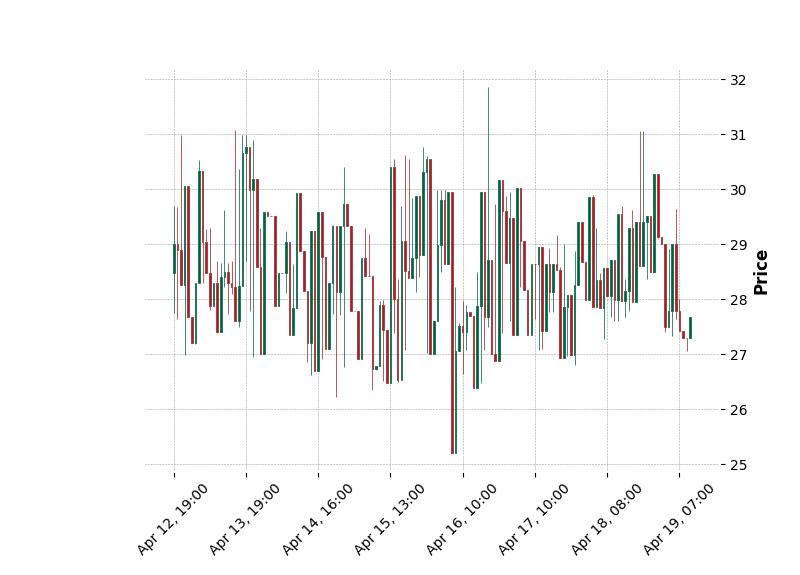 32
31
30
29
28
27
26
25
Price
Apr 12, 19:00
Apr 13, 19:00
Apr 14, 16:00
Apr 15, 13:00
Apr 16, 10:00
Apr 17, 10:00
Apr 18, 08:00
Apr 19, 07:00